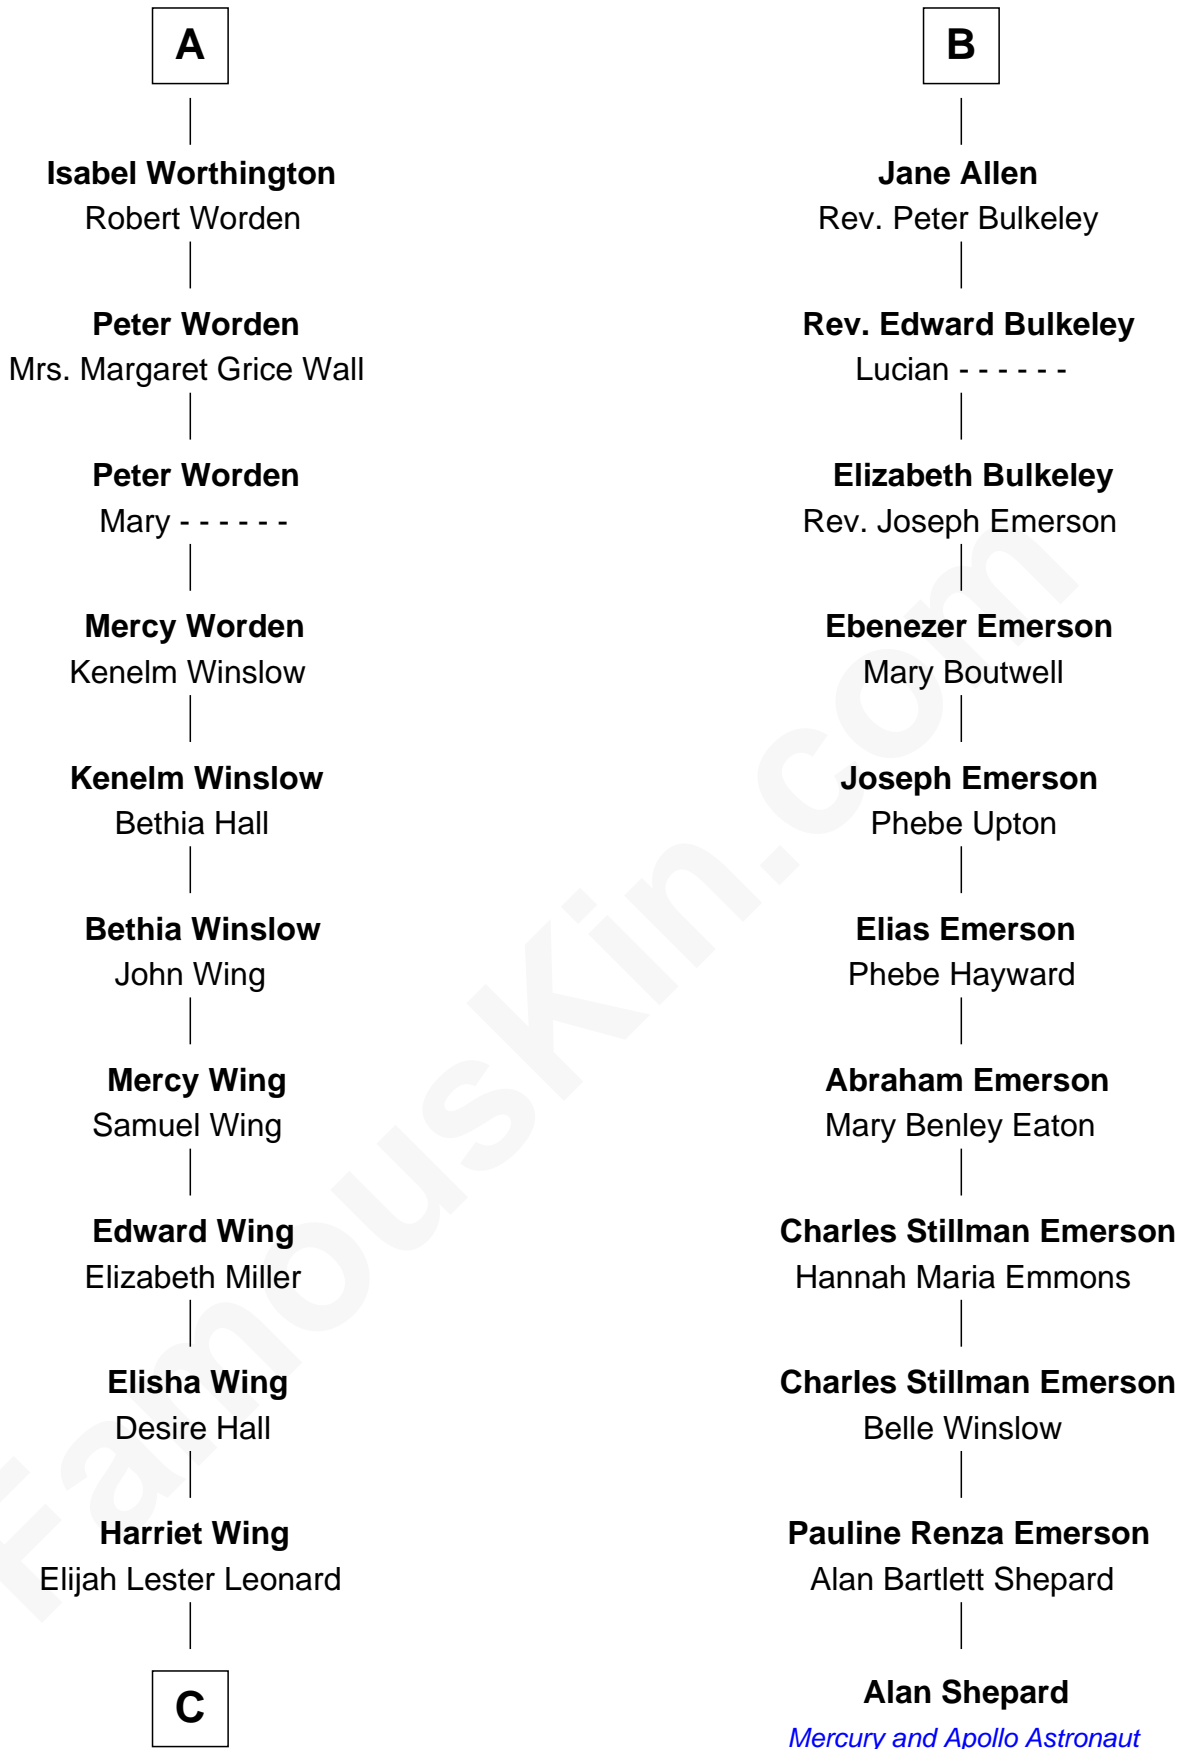 A
Isabel Worthington
Robert Worden
Peter Worden
Mrs. Margaret Grice Wall
Peter Worden
Mary - - - - - -
Mercy Worden
Kenelm Winslow
Kenelm Winslow
Bethia Hall
Bethia Winslow
John Wing
Mercy Wing
Samuel Wing
Edward Wing
Elizabeth Miller
Elisha Wing
Desire Hall
Harriet Wing
Elijah Lester Leonard
C
B
Jane Allen
Rev. Peter Bulkeley
Rev. Edward Bulkeley
Lucian - - - - - -
Elizabeth Bulkeley
Rev. Joseph Emerson
Ebenezer Emerson
Mary Boutwell
Joseph Emerson
Phebe Upton
Elias Emerson
Phebe Hayward
Abraham Emerson
Mary Benley Eaton
Charles Stillman Emerson
Hannah Maria Emmons
Charles Stillman Emerson
Belle Winslow
Pauline Renza Emerson
Alan Bartlett Shepard
Alan Shepard
Mercury and Apollo Astronaut
FamousKin.com